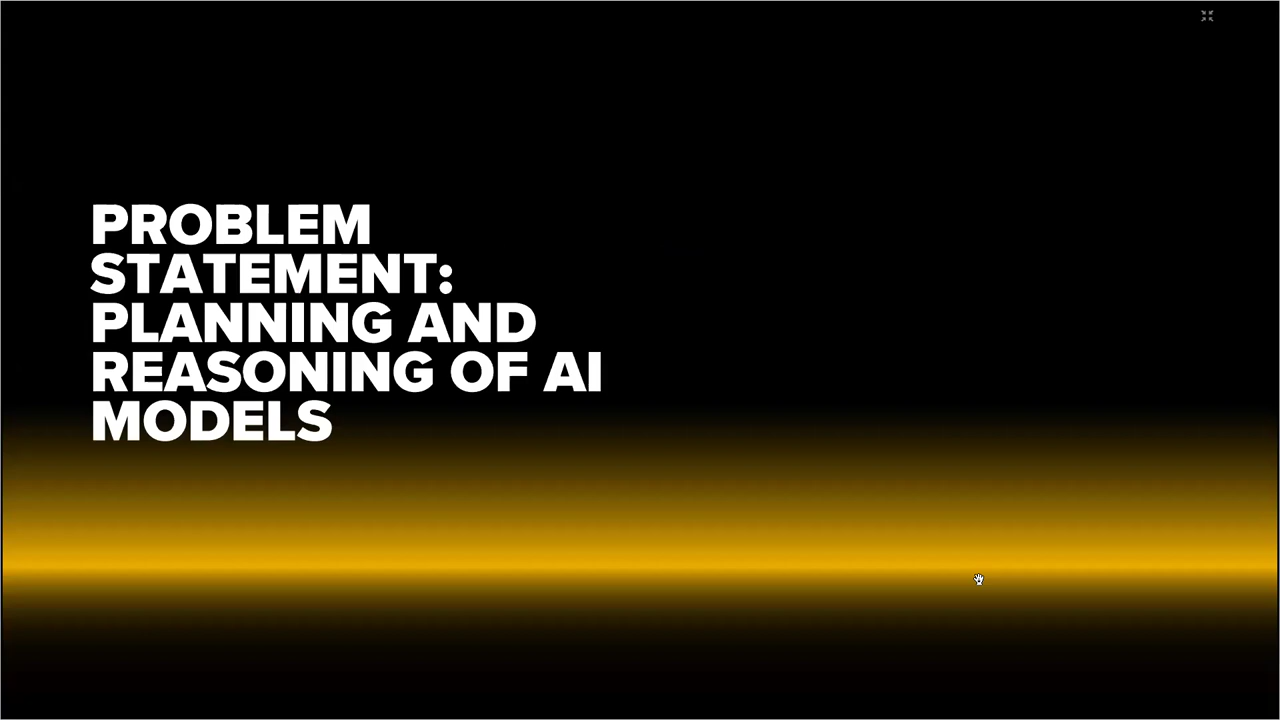 PROBLEM
STATEMENT:
PLANNING AND
REASONING OF AI
MODELS